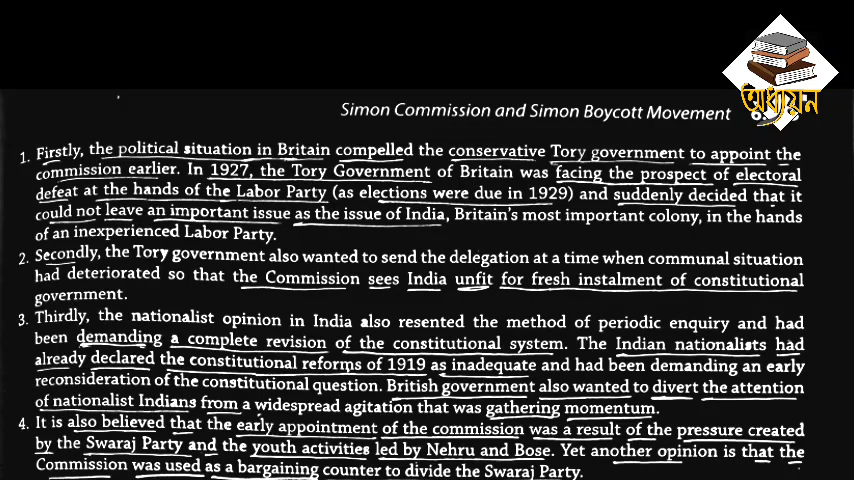 অধ্যয়ন
Simon Commission and Simon Boycott Movement
1. Firstly, the political situation in Britain compelled the conservative Tory government to appoint the
commission earlier. In 1927, the Tory Government of Britain was facing the prospect of electoral
defeat at the hands of the Labor Party (as elections were due in 1929) and suddenly decided that it
could not leave an important issue as the issue of India, Britain's most important colony, in the hands
of an inexperienced Labor Party.
2. Secondly, the Tory government also wanted to send the delegation at a time when communal situation
had deteriorated so that the Commission sees India unfit for fresh instalment of constitutional
government.
3. Thirdly, the nationalist opinion in India also resented the method of periodic enquiry and had
been demanding a complete revision of the constitutional system. The Indian nationalists had
already declared the constitutional reforms of 1919 as inadequate and had been demanding an early
reconsideration of the constitutional question. British government also wanted to divert the attention
of nationalist Indians from a widespread agitation that was gathering momentum.
4. It is also believed that the early appointment of the commission was a result of the pressure created
by the Swaraj Party and the youth activities led by Nehru and Bose. Yet another opinion is that the
Commission was used as a bargaining counter to divide the Swaraj Party.